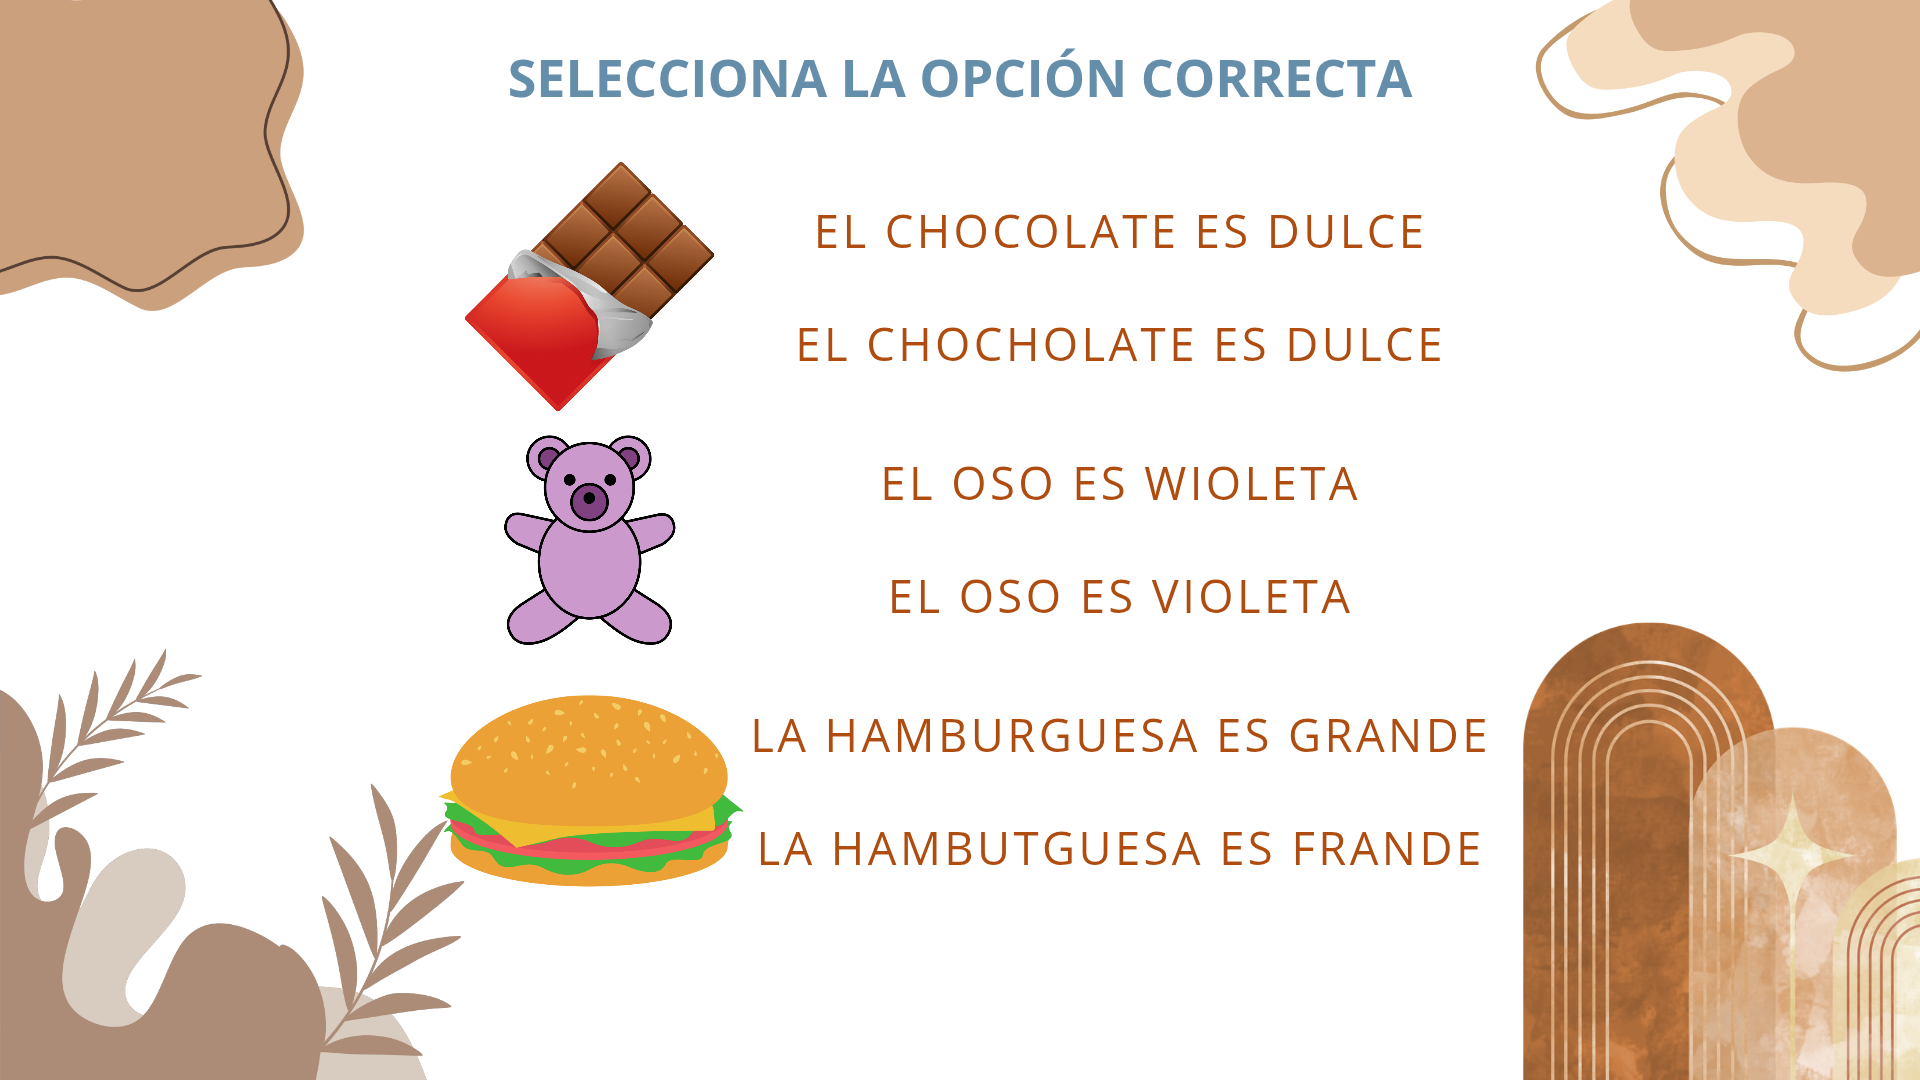 SELECCIONA LA OPCIÓN CORRECTA
EL CHOCOLATE ES DULCE
EL CHOCHOLATE ES DULCE
EL OSO ES WIOLETA
EL OSO ES VIOLETA
LA HAMBURGUESA ES GRANDE
LA HAMBUTGUESA ES FRANDE